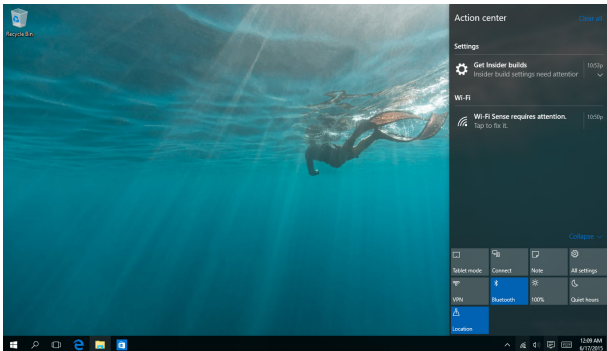 Recycle Bin
Action center
Clear all
Settings
Get Insider builds
10:53p
Insider build settings need attentior
Wi-Fi
Wi-Fi Sense requires attention.
10:50p
Tap to fix it.
Collapse
Tablet mode
Connect
Note
All settings
VPN
Bluetooth
100%
Quiet hours
Location
12:09 AM
6/17/2015